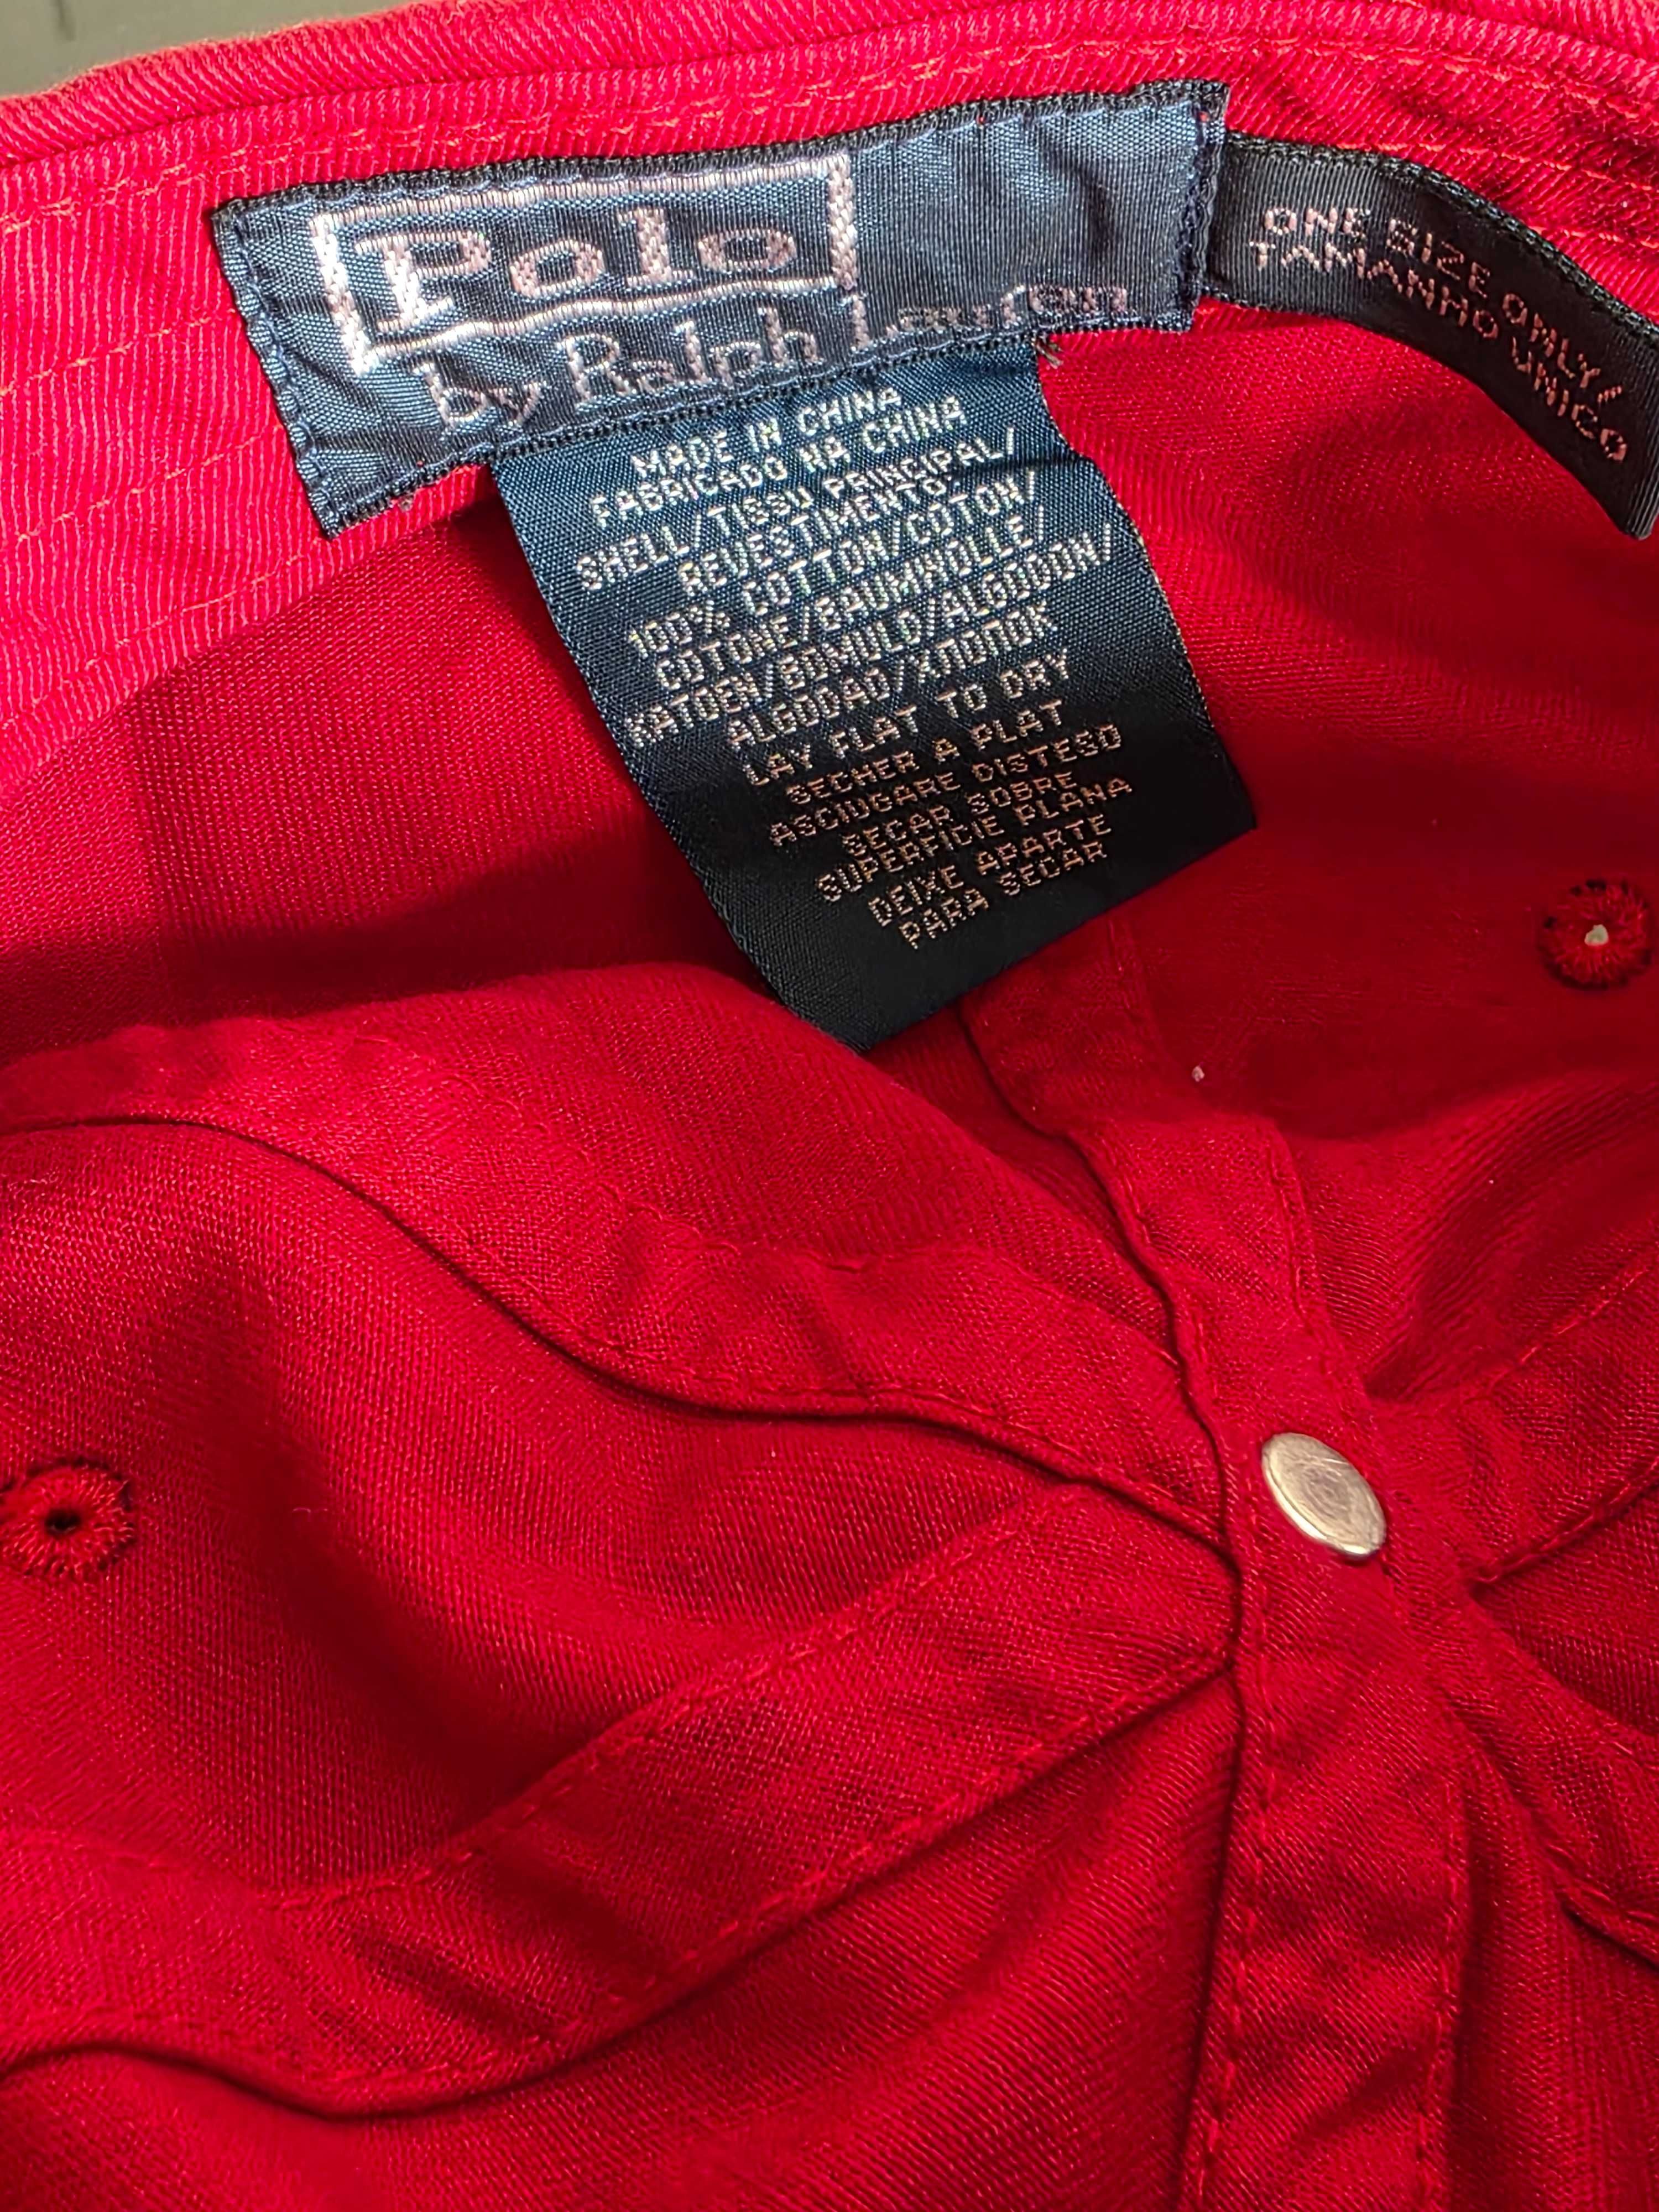 Polo
by Ralph Lauren
ONE SIZE ONLY/
TAMANHO UNICO
MADE IN CHINA
FABRICADO NA CHINA
SHELL/TISSU PRINCIPAL/
REVESTIMENTO:
100% COTTON/COTON/
COTONE/BAUMWOLLE/
KATOEN/BOMULD/ALGODON/
ALGODAO/ХЛОПОК
LAY FLAT TO DRY
SECHER A PLAT
ASCIUGARE DISTESO
SECAR SOBRE
SUPERFICIE PLANA
DEIXE APARTE
PARA SECAR